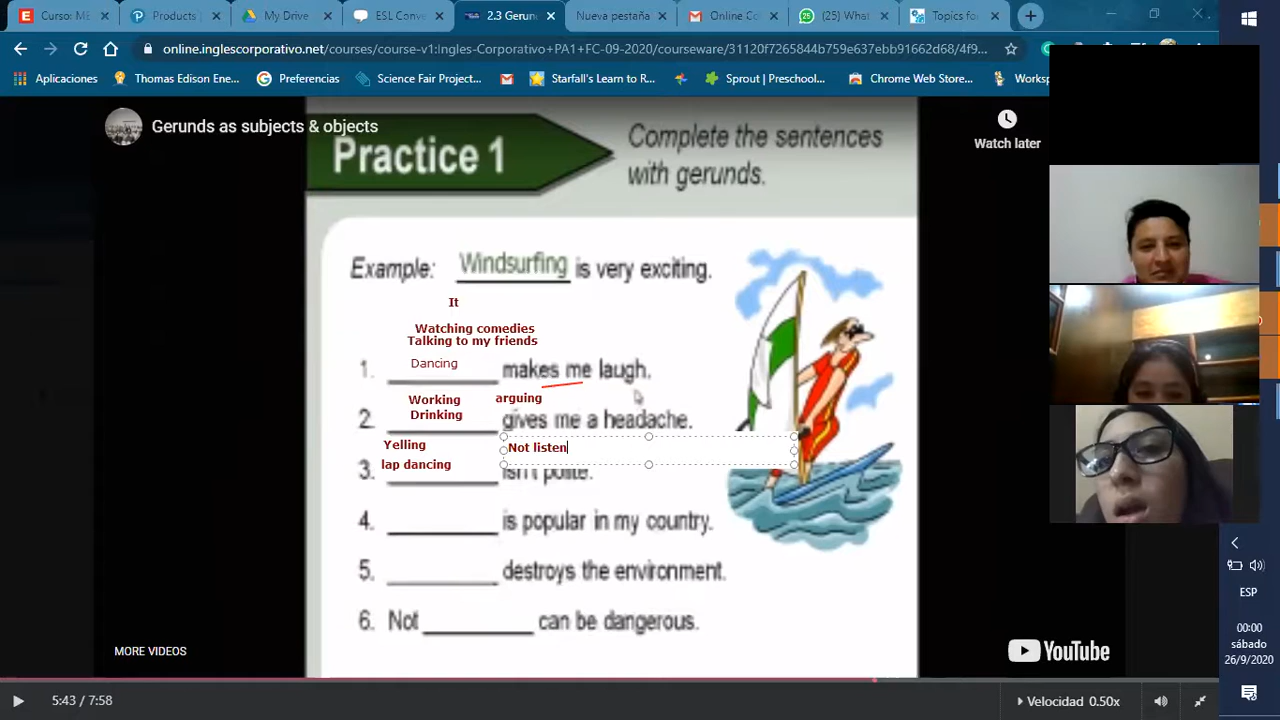 Curso: ME
Products
My Drive
ESL Conve
2.3 Gerun
Nueva pestaña
Online Co
(25) What
Topics for
online.inglescorporativo.net/courses/course-v1:Ingles-Corporativo+PA1+FC-09-2020/courseware/31120f7265844b759e637ebb91662d68/4f9...
Aplicaciones
Thomas Edison Ene...
Preferencias
Science Fair Project...
Starfall's Learn to R...
Sprout | Preschool...
Chrome Web Store...
Worksp
Gerunds as subjects & objects
Watch later
Practice 1
Complete the sentences
with gerunds.
Example: Windsurfing is very exciting.
It
Watching comedies
Talking to my friends
1. Dancing makes me laugh.
Working arguing
Drinking
2. gives me a headache.
Yelling Not listen
lap dancing
3. isn't polite.
4. is popular in my country.
5. destroys the environment.
6. Not can be dangerous.
MORE VIDEOS
YouTube
5:43 / 7:58
Velocidad 0.50x
ESP
00:00
sábado
26/9/2020